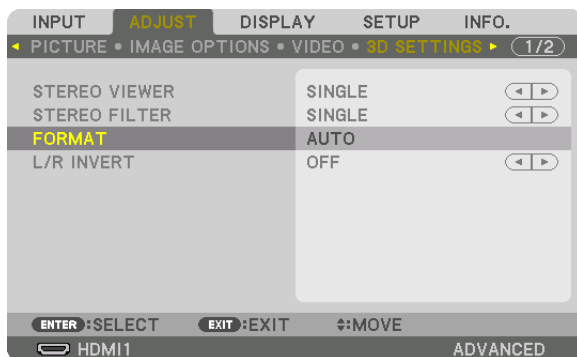 INPUT ADJUST DISPLAY SETUP INFO.
PICTURE • IMAGE OPTIONS • VIDEO • 3D SETTINGS 1/2
STEREO VIEWER SINGLE
STEREO FILTER SINGLE
FORMAT AUTO
L/R INVERT OFF
ENTER :SELECT EXIT :EXIT :MOVE
HDMI1 ADVANCED